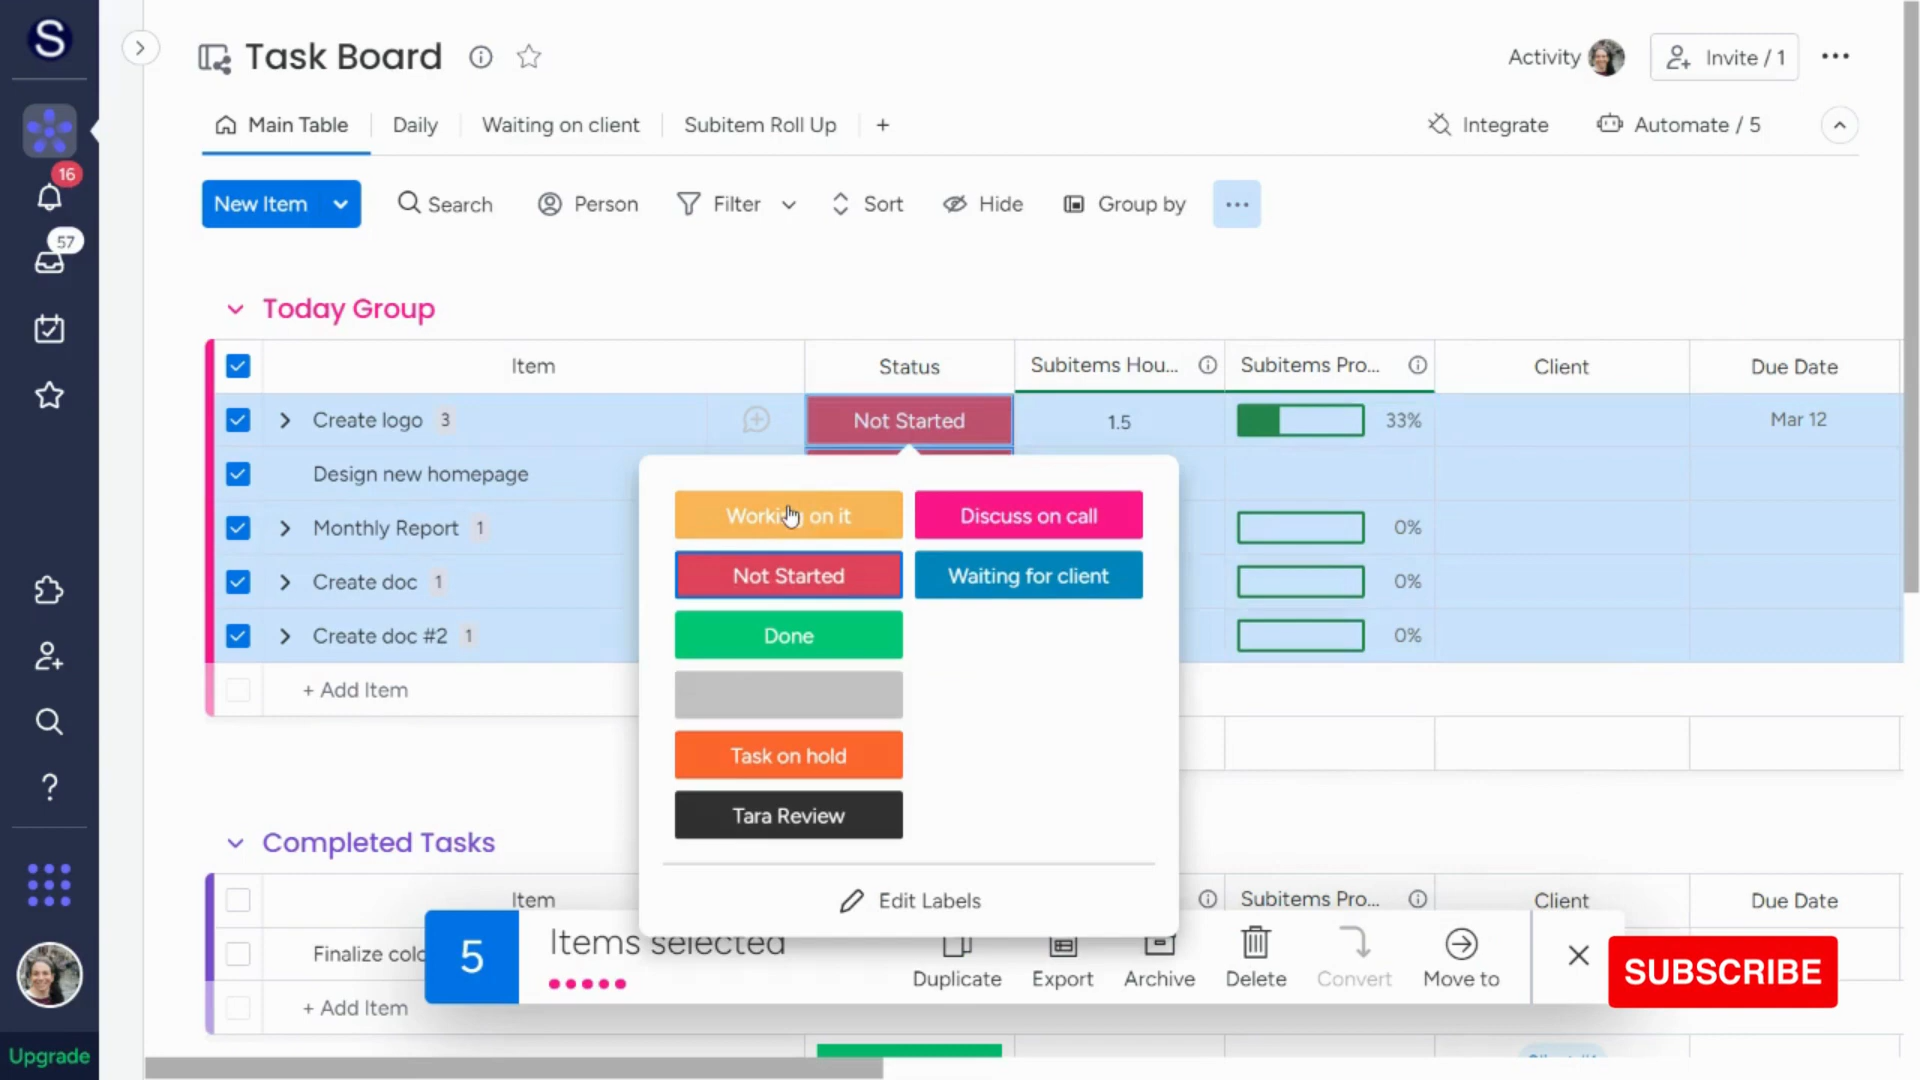 S
Task Board
Activity
Invite / 1
Main Table
Daily
Waiting on client
Subitem Roll Up
+
Integrate
Automate / 5
16
New Item
Search
Person
Filter
Sort
Hide
Group by
57
Today Group
Item
Status
Subitems Hou...
Subitems Pro...
Client
Due Date
Create logo 3
Not Started
1.5
33%
Mar 12
Design new homepage
Working on it
Discuss on call
Monthly Report 1
0%
Not Started
Waiting for client
Create doc 1
0%
Done
Create doc #2 1
0%
+ Add Item
Task on hold
Tara Review
Completed Tasks
Edit Labels
Item
Subitems Pro...
Client
Due Date
5
Items selected
Duplicate
Export
Archive
Delete
Convert
Move to
SUBSCRIBE
Finalize
+ Add Item
Upgrade